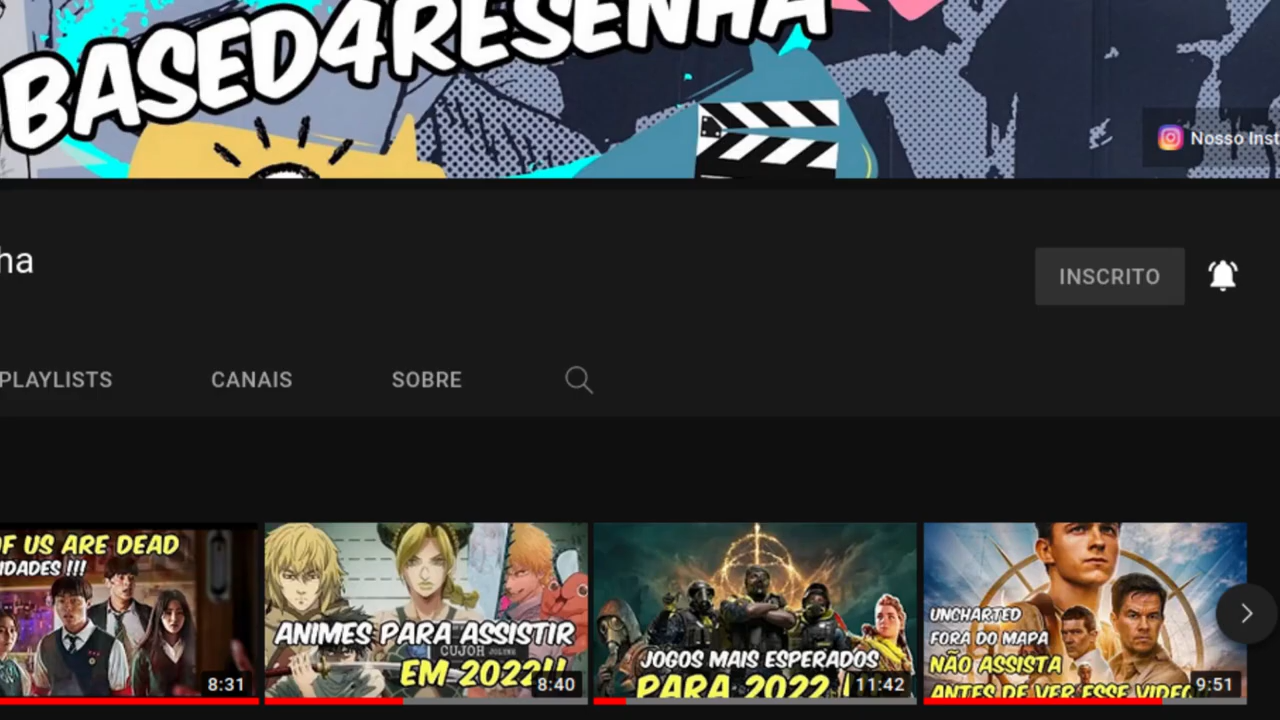 BASED4RESENHA
Nosso Inst
ha
INSCRITO
PLAYLISTS
CANAIS
SOBRE
OF US ARE DEAD
IDADES !!!
8:31
ANIMES PARA ASSISTIR
CUJOH JOLYNE
EM 2022!!
8:40
JOGOS MAIS ESPERADOS
PARA 2022 !
11:42
UNCHARTED
FORA DO MAPA
NÃO ASSISTA
ANTES DE VER ESSE VIDEO
9:51